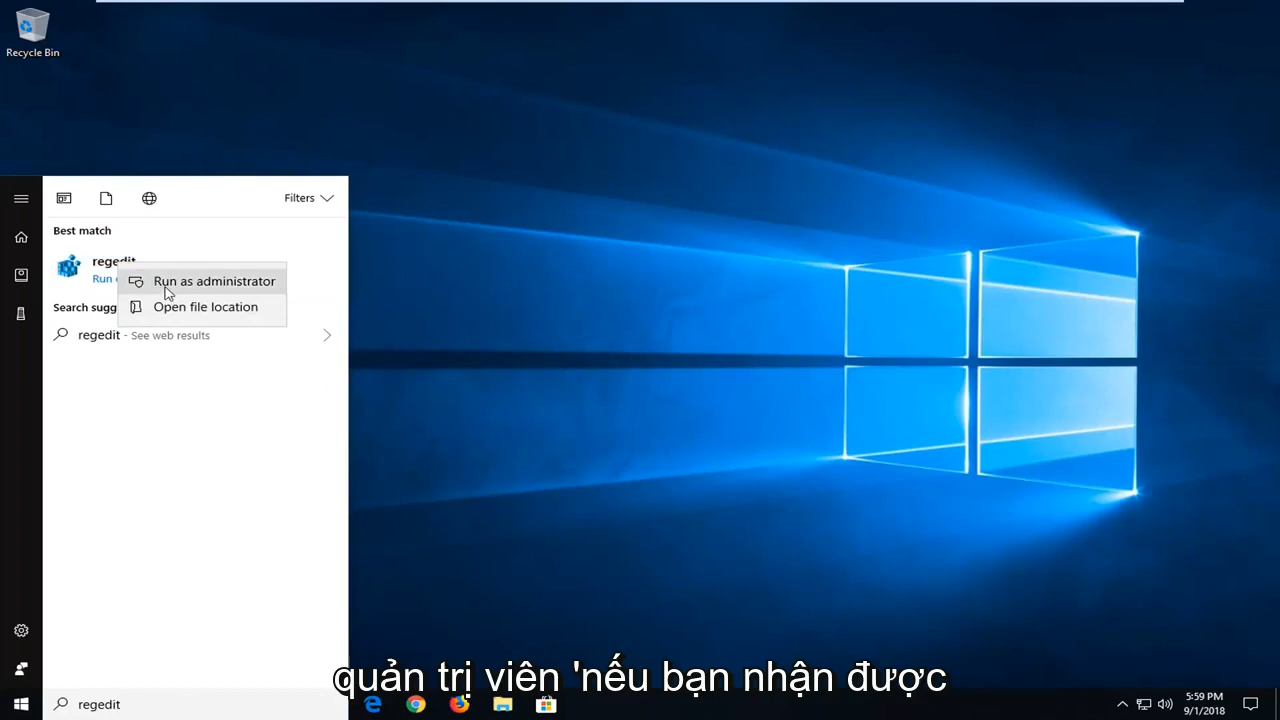 Recycle Bin
Filters
Best match
regedit
Run
Run as administrator
Search sugg
Open file location
regedit - See web results
quản trị viên 'nếu bạn nhận được
regedit
5:59 PM
9/1/2018